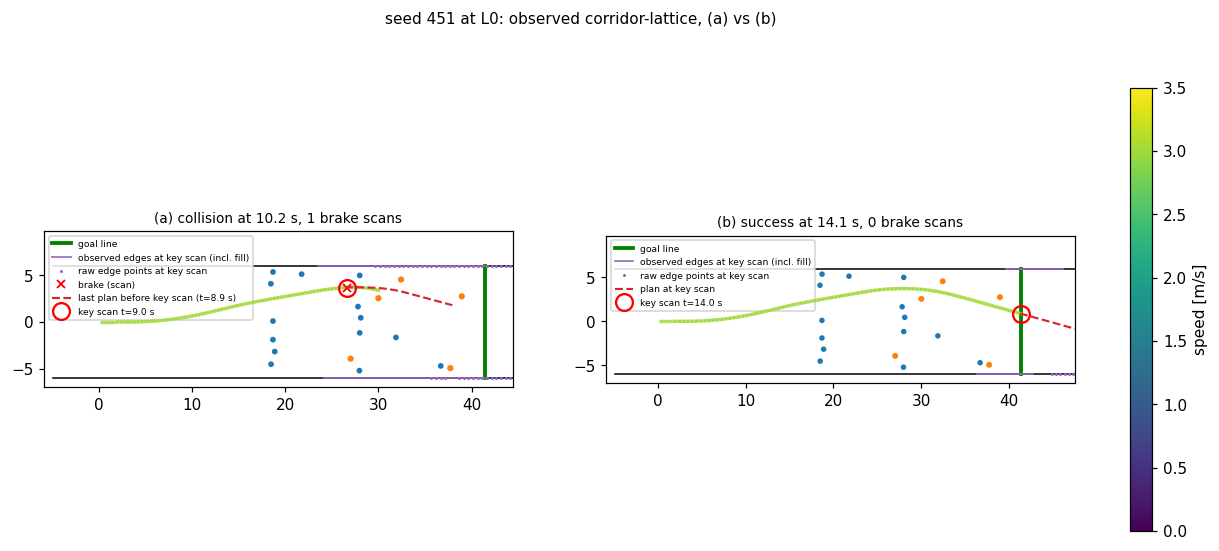 seed 451 at L0: observed corridor-lattice, (a) vs (b)
(a) collision at 10.2 s, 1 brake scans
goal line
observed edges at key scan (incl. fill)
raw edge points at key scan
brake (scan)
last plan before key scan (t=8.9 s)
key scan t=9.0 s
5
0
−5
0
10
20
30
40
(b) success at 14.1 s, 0 brake scans
goal line
observed edges at key scan (incl. fill)
raw edge points at key scan
plan at key scan
key scan t=14.0 s
5
0
−5
0
10
20
30
40
3.5
3.0
2.5
2.0
1.5
1.0
0.5
0.0
speed [m/s]